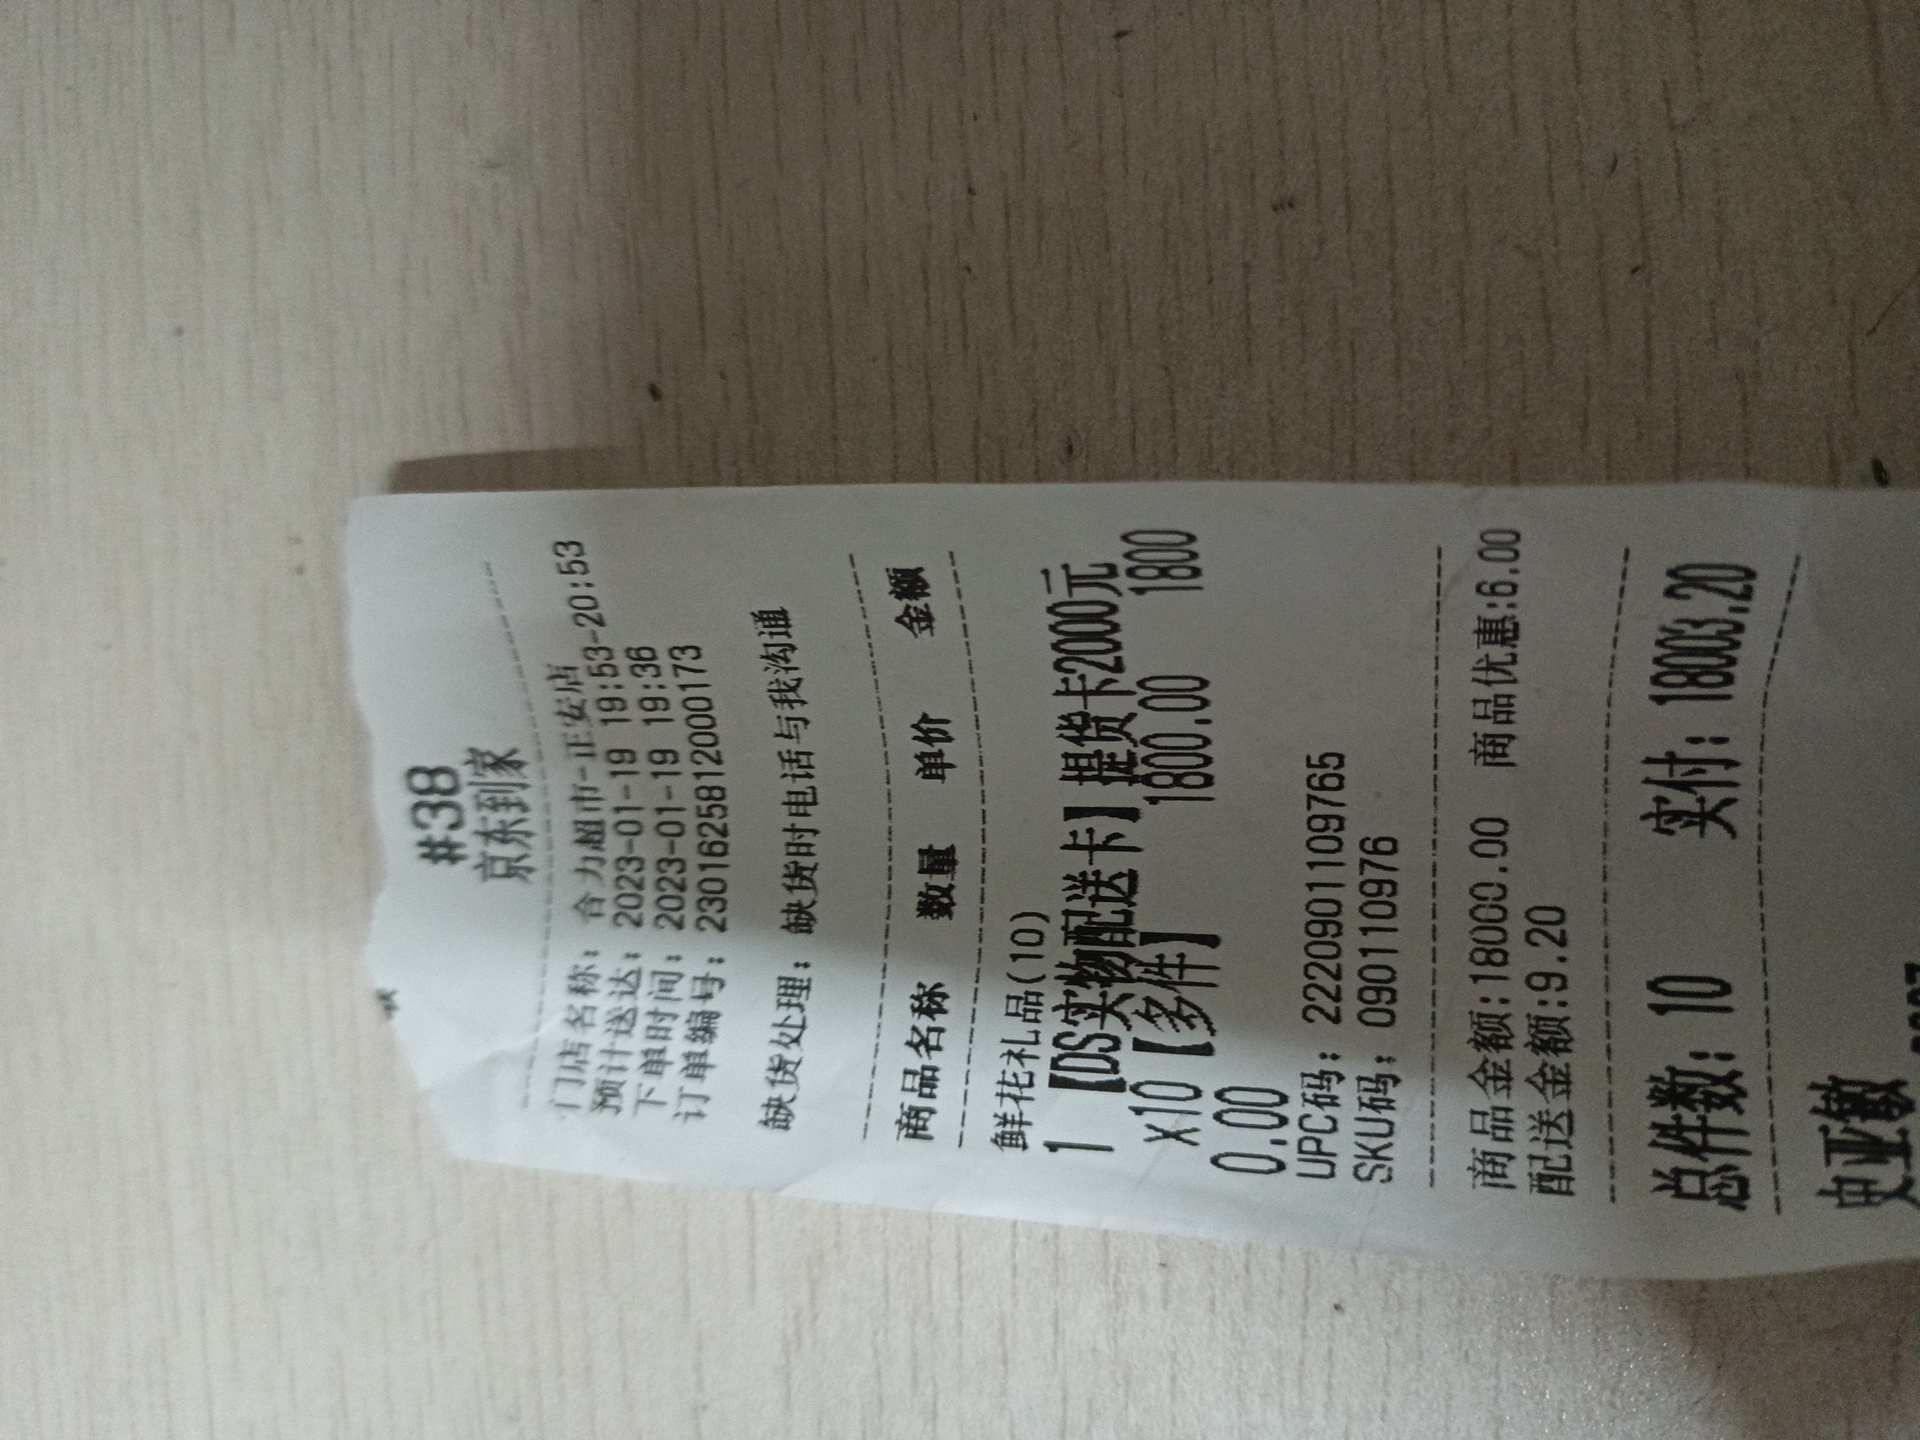 #38
京东到家
门店名称：合力超市-正安店
预计送达：2023-01-19 19:53-20:53
下单时间：2023-01-19 19:36
订单编号：2301625812000173
缺货处理：缺货时电话与我沟通
商品名称 数量 单价 金额
鲜花礼品(10)
1 【DS实物配送卡】提货卡2000元
x10【多件】 1800.00 1800
0.00
UPC码：2220901109765
SKU码：0901110976
商品金额:18000.00 商品优惠:6.00
配送金额:9.20
总件数：10 实付：18003.20
史亚敏